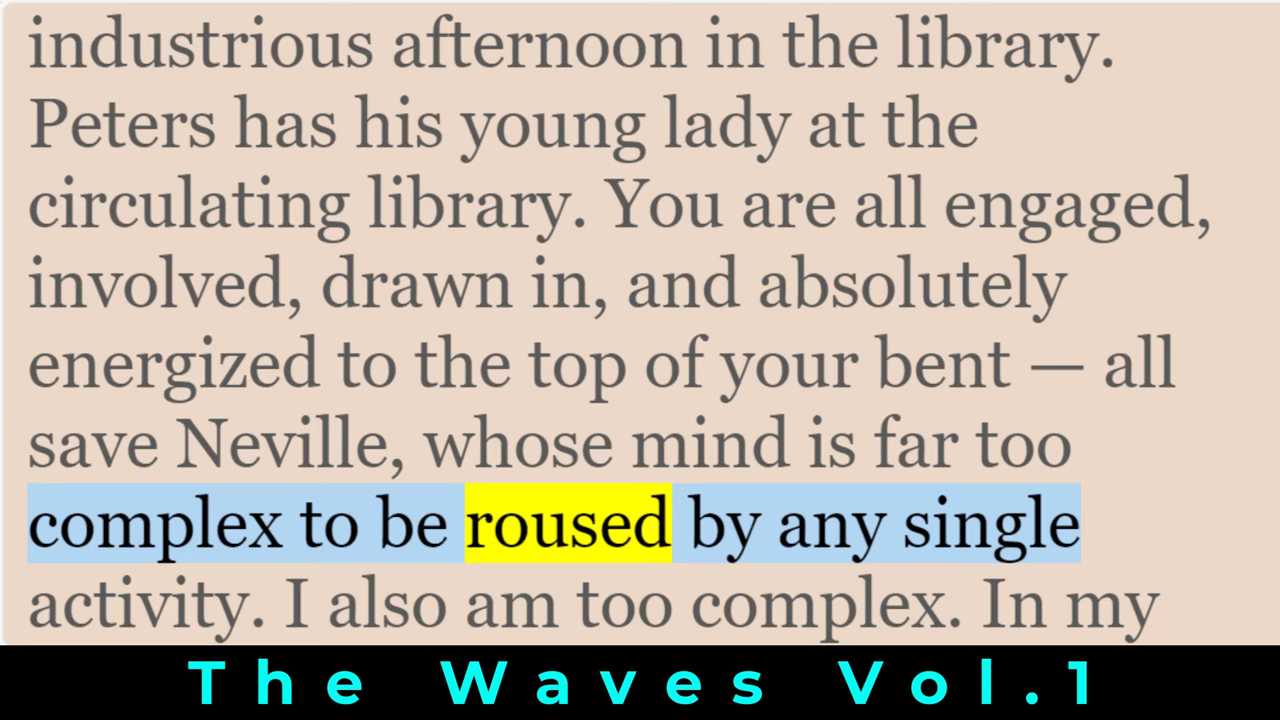 industrious afternoon in the library.
Peters has his young lady at the
circulating library. You are all engaged,
involved, drawn in, and absolutely
energized to the top of your bent — all
save Neville, whose mind is far too
complex to be roused by any single
activity. I also am too complex. In my
The Waves Vol.1